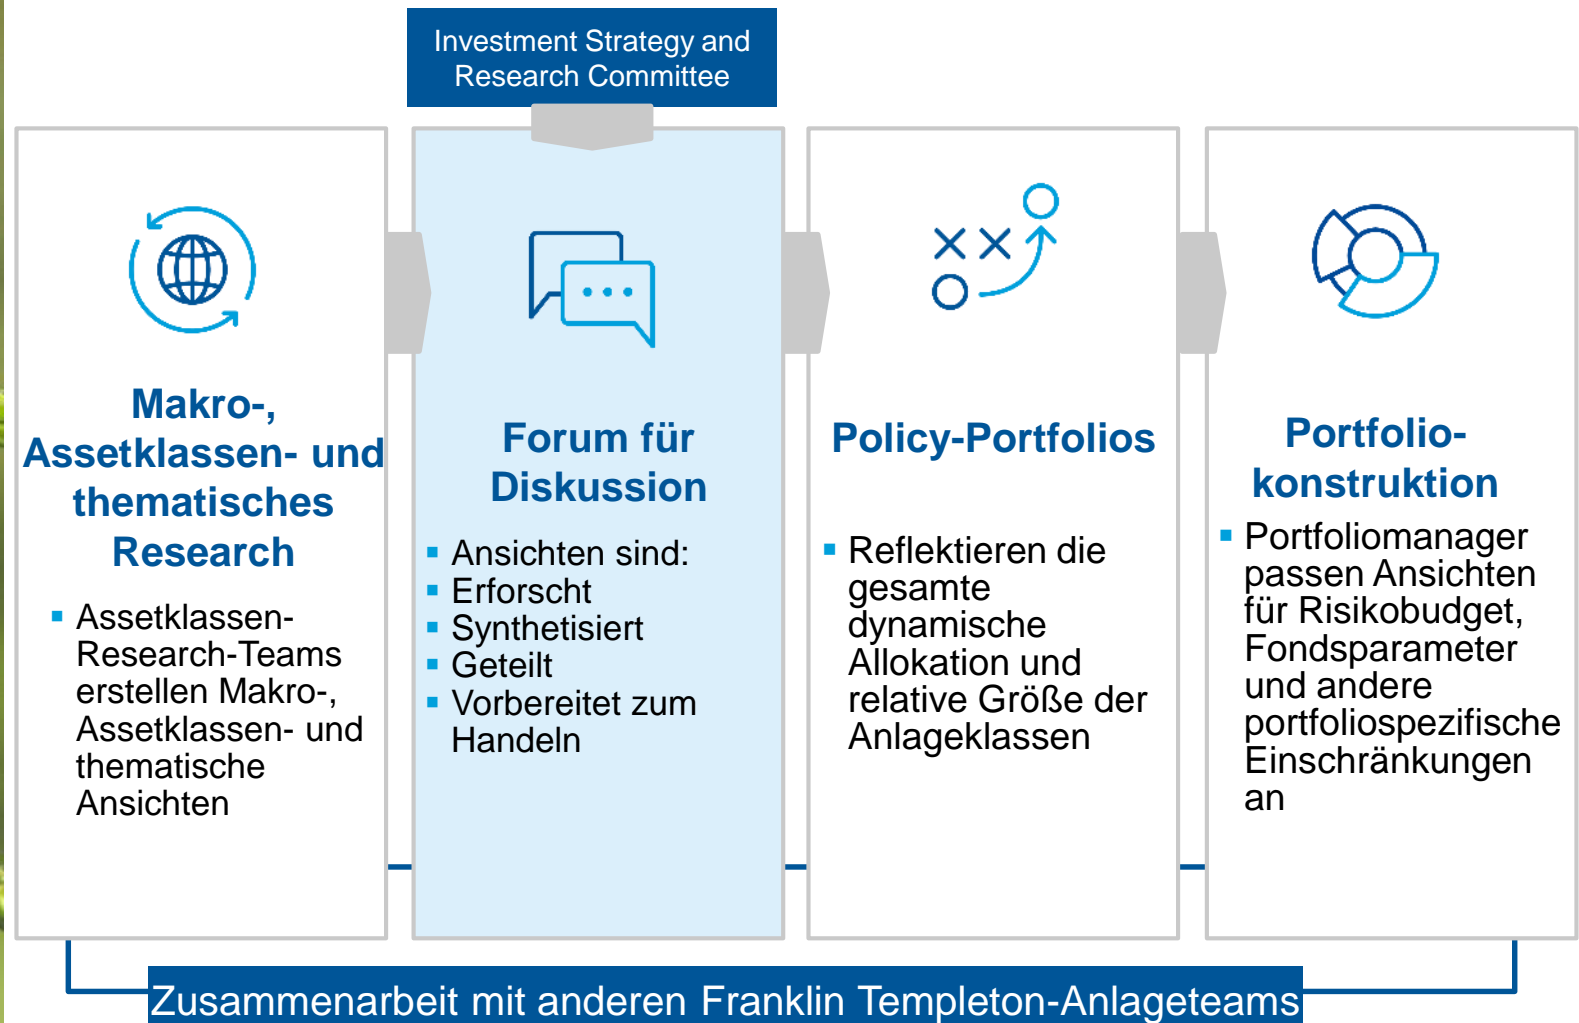 Investment Strategy and
Research Committee
Makro-,
Assetklassen- und
thematisches
Research
▪ Assetklassen-
Research-Teams
erstellen Makro-,
Assetklassen- und
thematische
Ansichten
Forum für
Diskussion
▪ Ansichten sind:
▪ Erforscht
▪ Synthetisiert
▪ Geteilt
▪ Vorbereitet zum
Handeln
Policy-Portfolios
▪ Reflektieren die
gesamte
dynamische
Allokation und
relative Größe der
Anlageklassen
Portfolio-
konstruktion
▪ Portfoliomanager
passen Ansichten
für Risikobudget,
Fondsparameter
und andere
portfoliospezifische
Einschränkungen
an
Zusammenarbeit mit anderen Franklin Templeton-Anlageteams